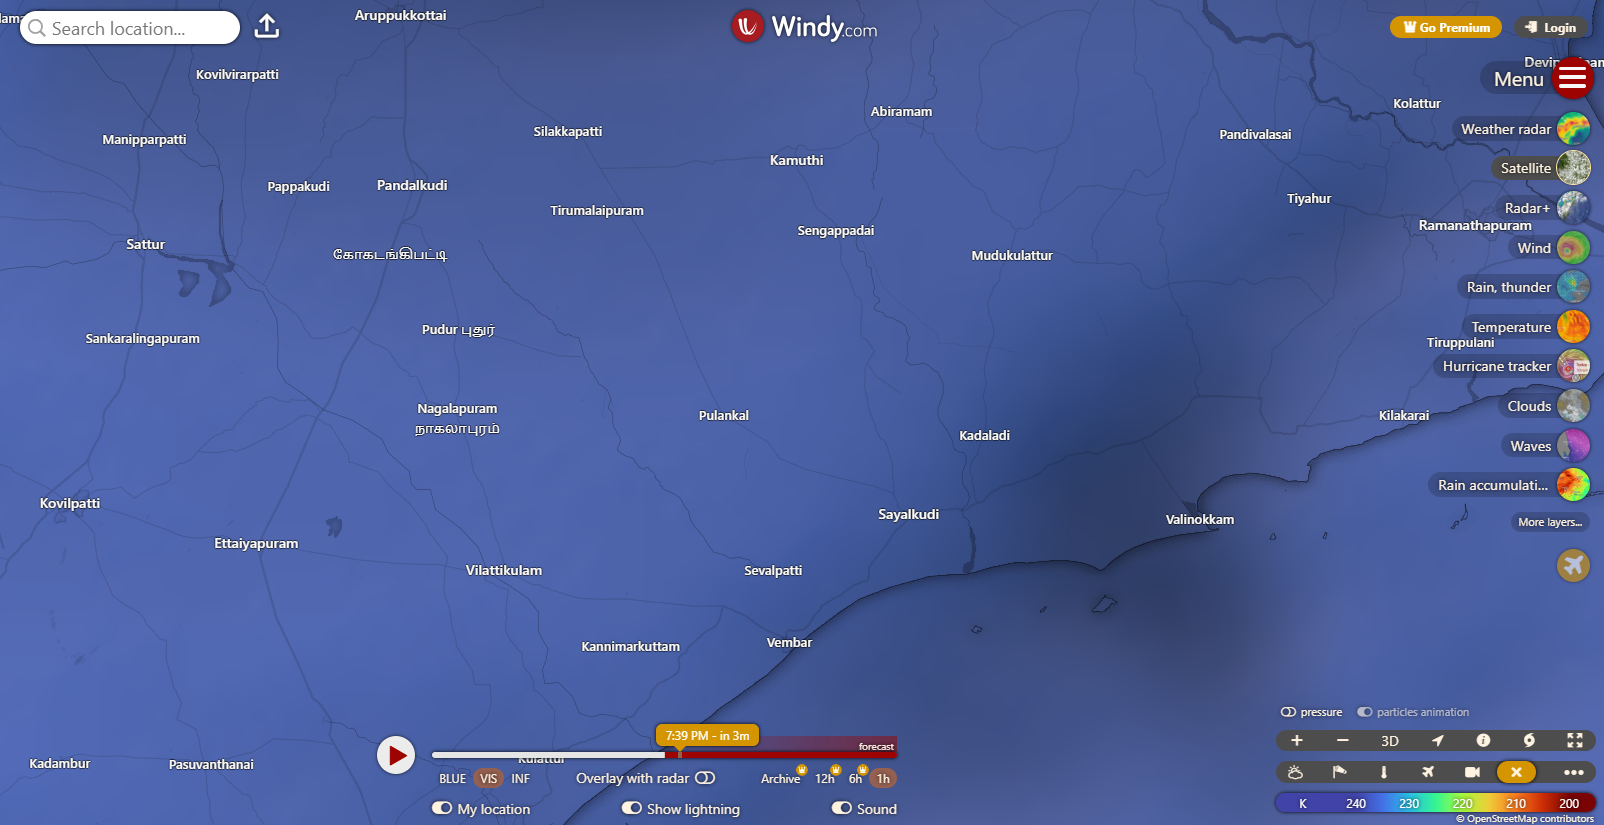 Search location...
Aruppukkottai
Windy.com
Go Premium
Login
Kovilvirarpatti
Menu
Kolattur
Abiramam
Weather radar
Silakkapatti
Pandivalasai
Manipparpatti
Kamuthi
Satellite
Pappakudi
Pandalkudi
Tiyahur
Radar+
Tirumalaipuram
Ramanathapuram
Sengappadai
Sattur
Wind
கோகடங்கிபட்டி
Mudukulattur
Rain, thunder
Temperature
Pudur புதூர்
Sankaralingapuram
Tiruppulani
Hurricane tracker
Clouds
Nagalapuram
நாகலாபுரம்
Pulankal
Kilakarai
Kadaladi
Waves
Rain accumulati...
Kovilpatti
Sayalkudi
Valinokkam
More layers...
Ettaiyapuram
Vilattikulam
Sevalpatti
Vembar
Kannimarkuttam
pressure
particles animation
7:39 PM - in 3m
forecast
3D
Kadambur
Pasuvanthanai
Kulattur
BLUE VIS INF
Overlay with radar
Archive 12h 6h 1h
My location
Show lightning
Sound
K 240 230 220 210 200
© OpenStreetMap contributors